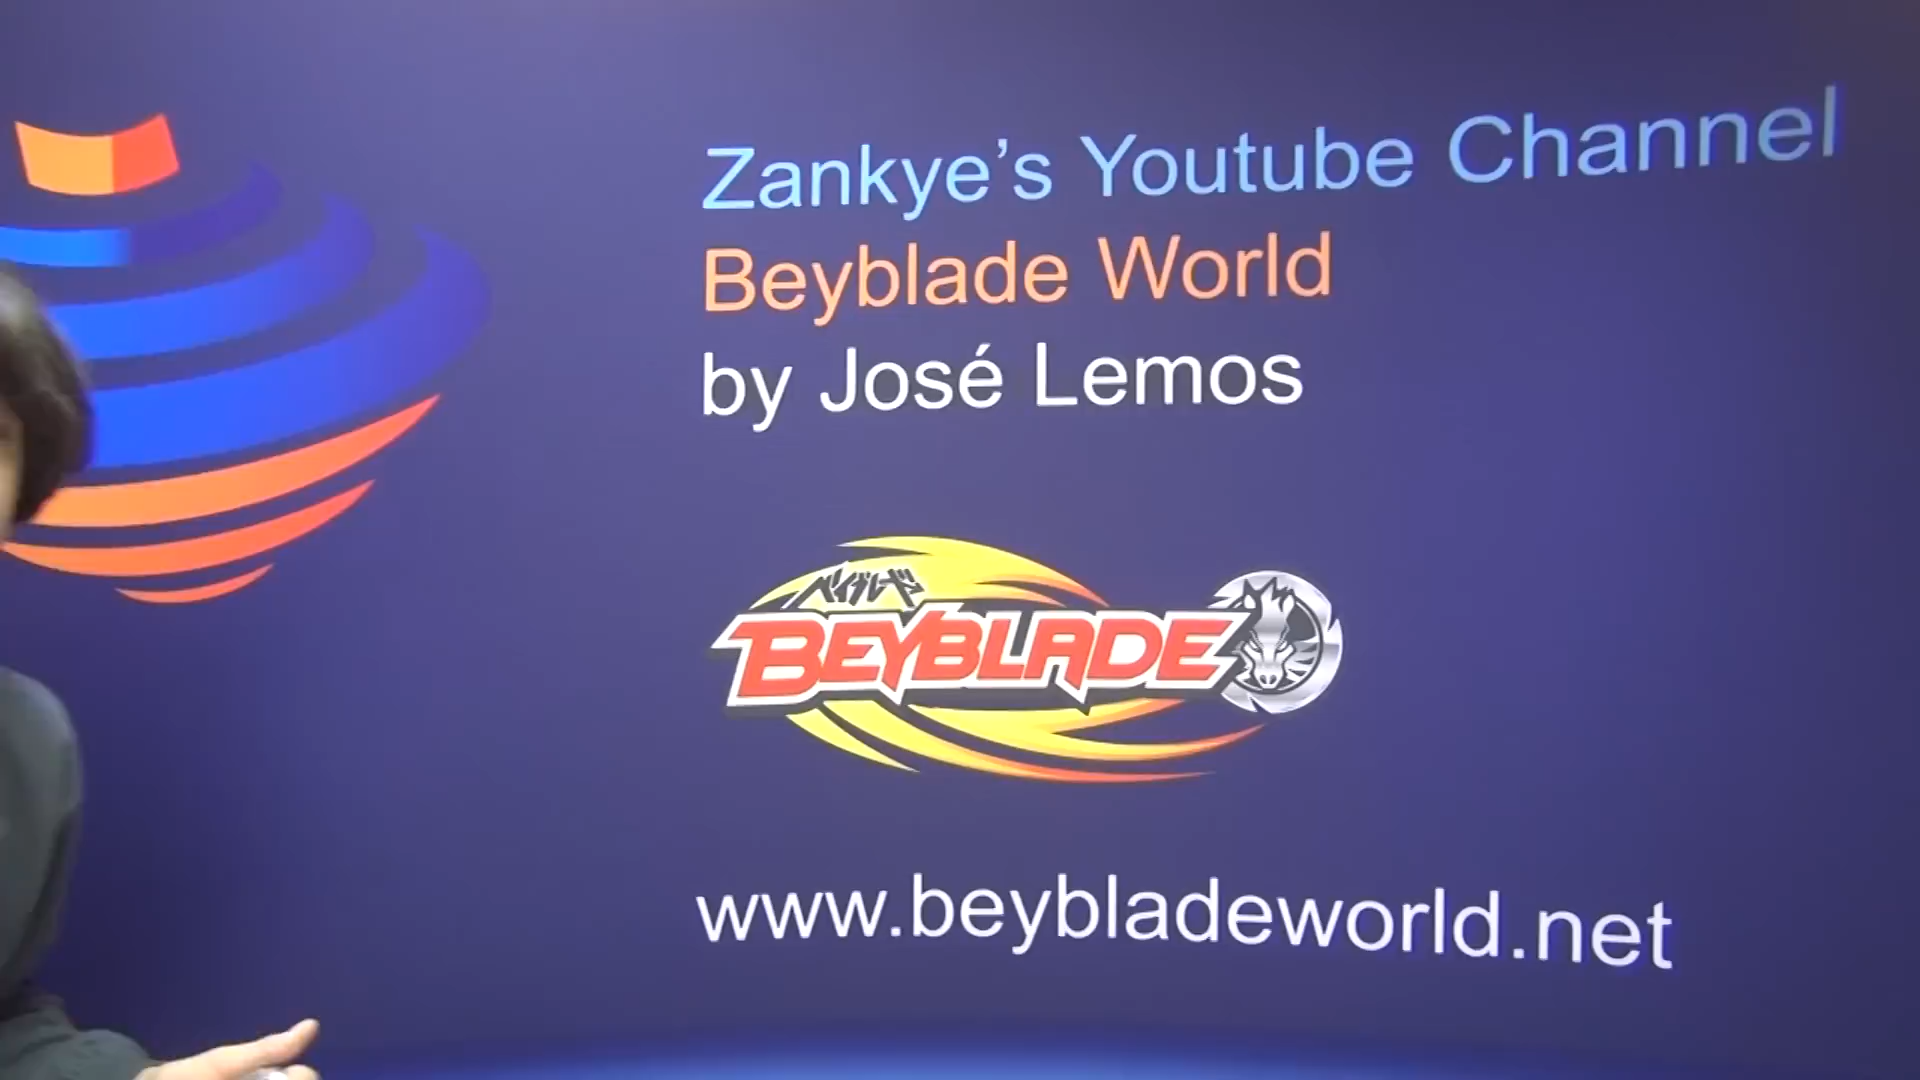 Zankye's Youtube Channel
Beyblade World
by José Lemos
ベイブレード
BEYBLADE
www.beybladeworld.net